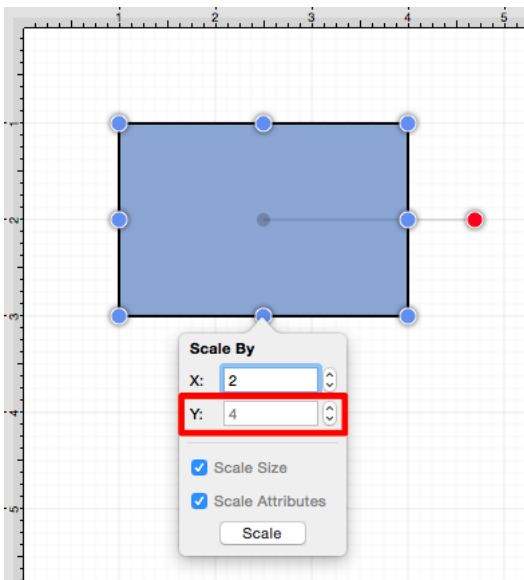 1 2 3 4 5
1
2
3
Scale By
X: 2
Y: 4
4
Scale Size
Scale Attributes
5
Scale